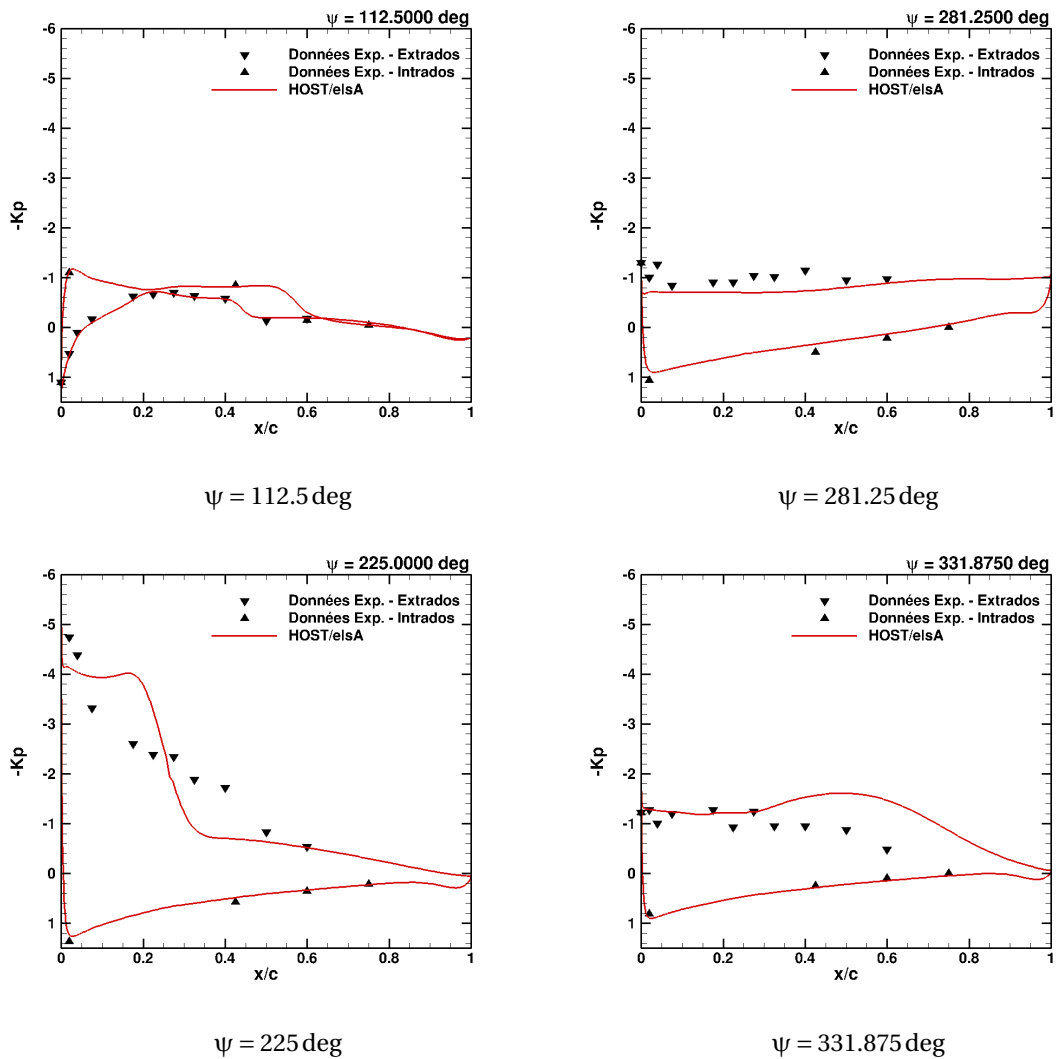 ψ = 112.5000 deg
Données Exp. - Extrados
Données Exp. - Intrados
HOST/elsA
-6
-5
-4
-3
-2
-1
0
1
-Kp
0
0.2
0.4
0.6
0.8
1
x/c
ψ = 112.5 deg
ψ = 281.2500 deg
Données Exp. - Extrados
Données Exp. - Intrados
HOST/elsA
-6
-5
-4
-3
-2
-1
0
1
-Kp
0
0.2
0.4
0.6
0.8
1
x/c
ψ = 281.25 deg
ψ = 225.0000 deg
Données Exp. - Extrados
Données Exp. - Intrados
HOST/elsA
-6
-5
-4
-3
-2
-1
0
1
-Kp
0
0.2
0.4
0.6
0.8
1
x/c
ψ = 225 deg
ψ = 331.8750 deg
Données Exp. - Extrados
Données Exp. - Intrados
HOST/elsA
-6
-5
-4
-3
-2
-1
0
1
-Kp
0
0.2
0.4
0.6
0.8
1
x/c
ψ = 331.875 deg